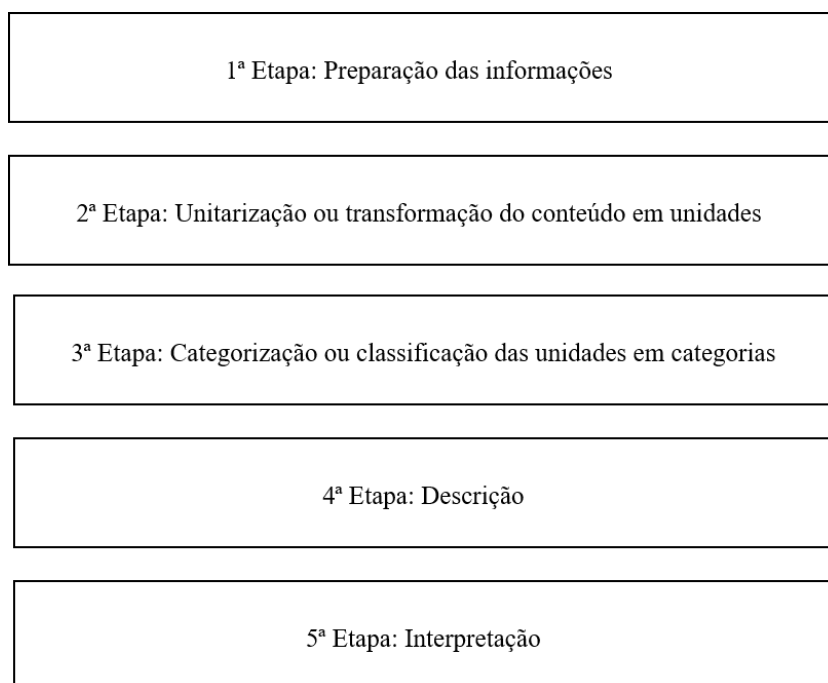 1ª Etapa: Preparação das informações
2ª Etapa: Unitarização ou transformação do conteúdo em unidades
3ª Etapa: Categorização ou classificação das unidades em categorias
4ª Etapa: Descrição
5ª Etapa: Interpretação